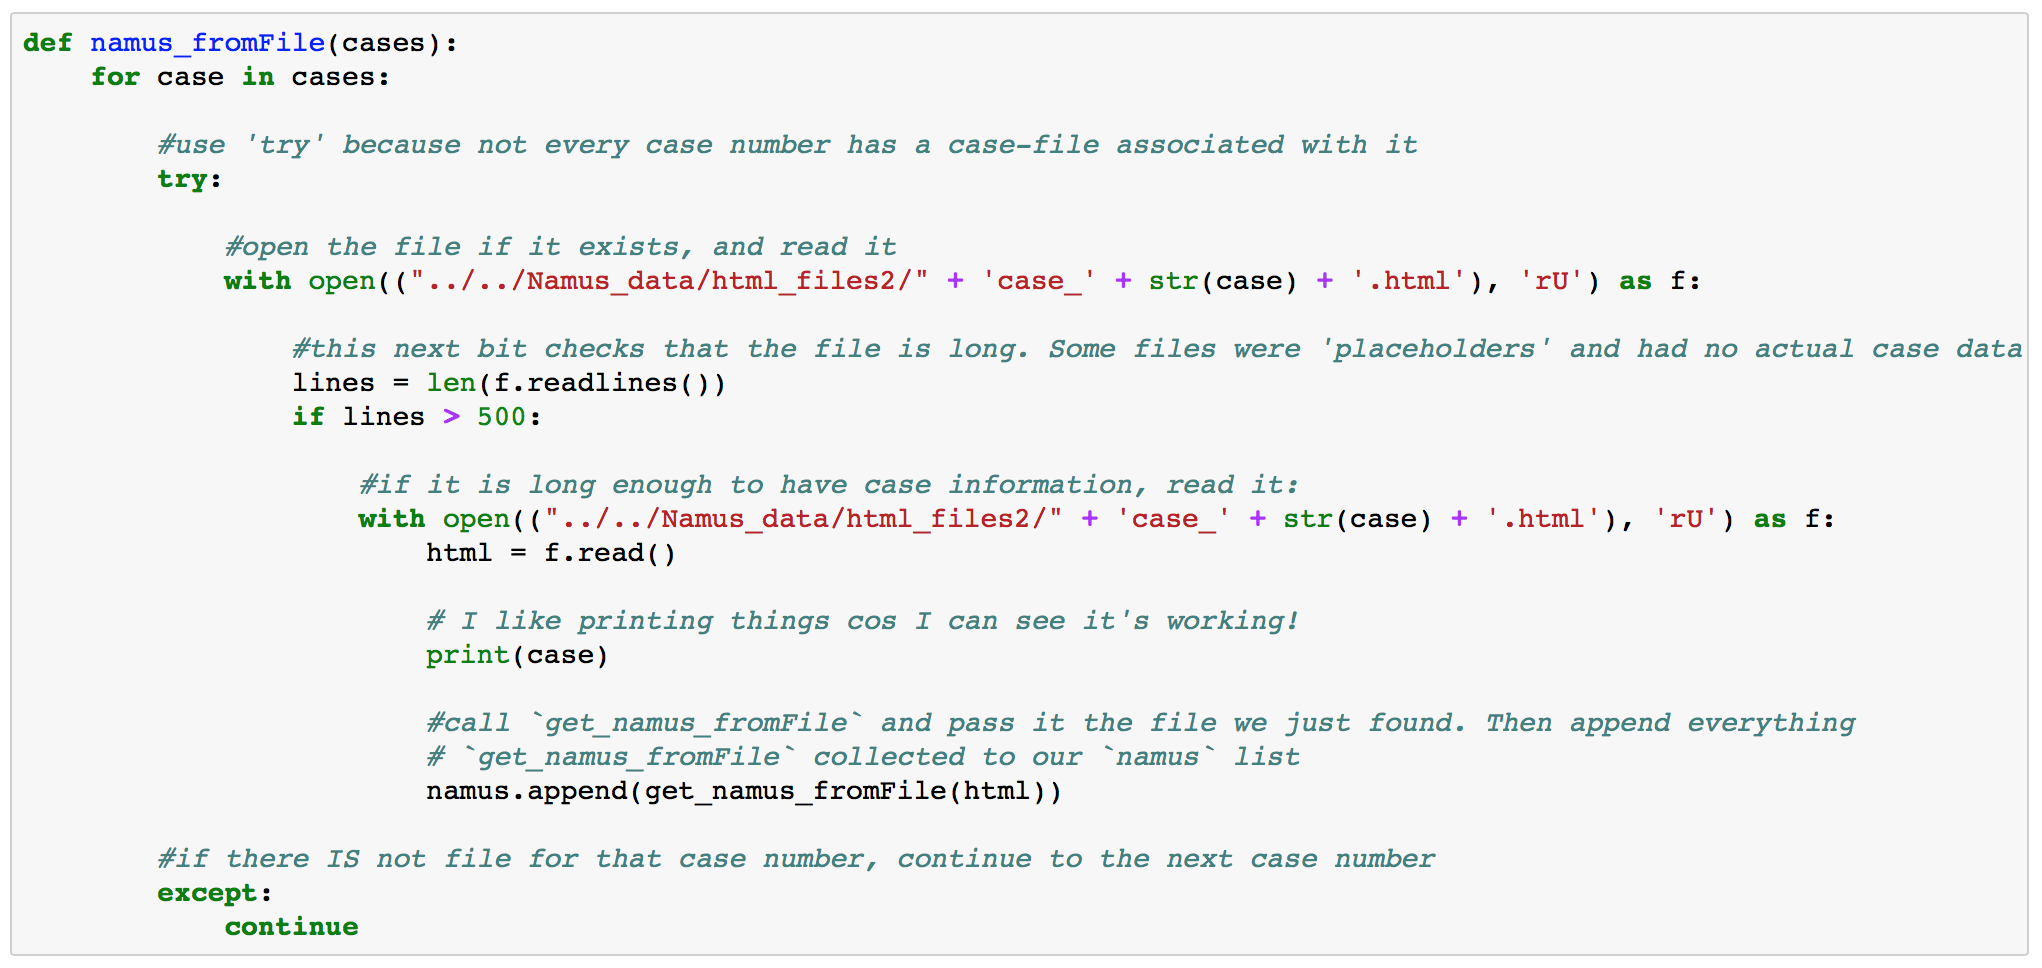 def namus_fromFile(cases):
    for case in cases:

        #use 'try' because not every case number has a case-file associated with it
        try:

            #open the file if it exists, and read it
            with open(("../../Namus_data/html_files2/" + 'case_' + str(case) + '.html'), 'rU') as f:

                #this next bit checks that the file is long. Some files were 'placeholders' and had no actual case data
                lines = len(f.readlines())
                if lines > 500:

                    #if it is long enough to have case information, read it:
                    with open(("../../Namus_data/html_files2/" + 'case_' + str(case) + '.html'), 'rU') as f:
                        html = f.read()

                        # I like printing things cos I can see it's working!
                        print(case)

                        #call `get_namus_fromFile` and pass it the file we just found. Then append everything
                        # `get_namus_fromFile` collected to our `namus` list
                        namus.append(get_namus_fromFile(html))

        #if there IS not file for that case number, continue to the next case number
        except:
            continue